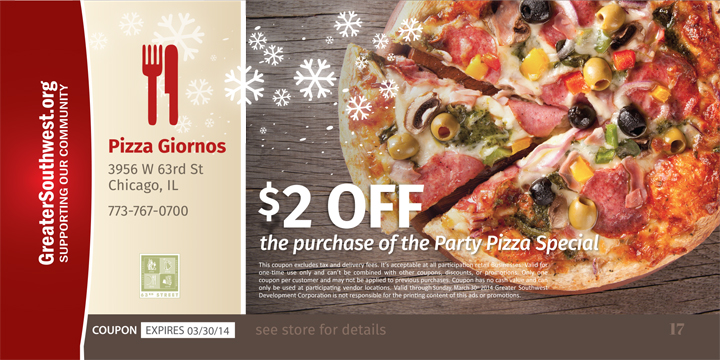 GreaterSouthwest.org
SUPPORTING OUR COMMUNITY
Pizza Giornos
3956 W 63rd St
Chicago, IL
773-767-0700
63RD STREET
$2 OFF
the purchase of the Party Pizza Special
This coupon excludes tax and delivery fees. It's acceptable at all participation retail businesses. Valid for
one-time use only and can't be combined with other coupons, discounts, or promotions. Only one
coupon per customer and may not be applied to previous purchases. Coupon has no cash value and can
only be used at participating vendor locations. Valid through Sunday, March 30, 2014 Greater Southwest
Development Corporation is not responsible for the printing content of this ads or promotions.
COUPON EXPIRES 03/30/14 see store for details 17